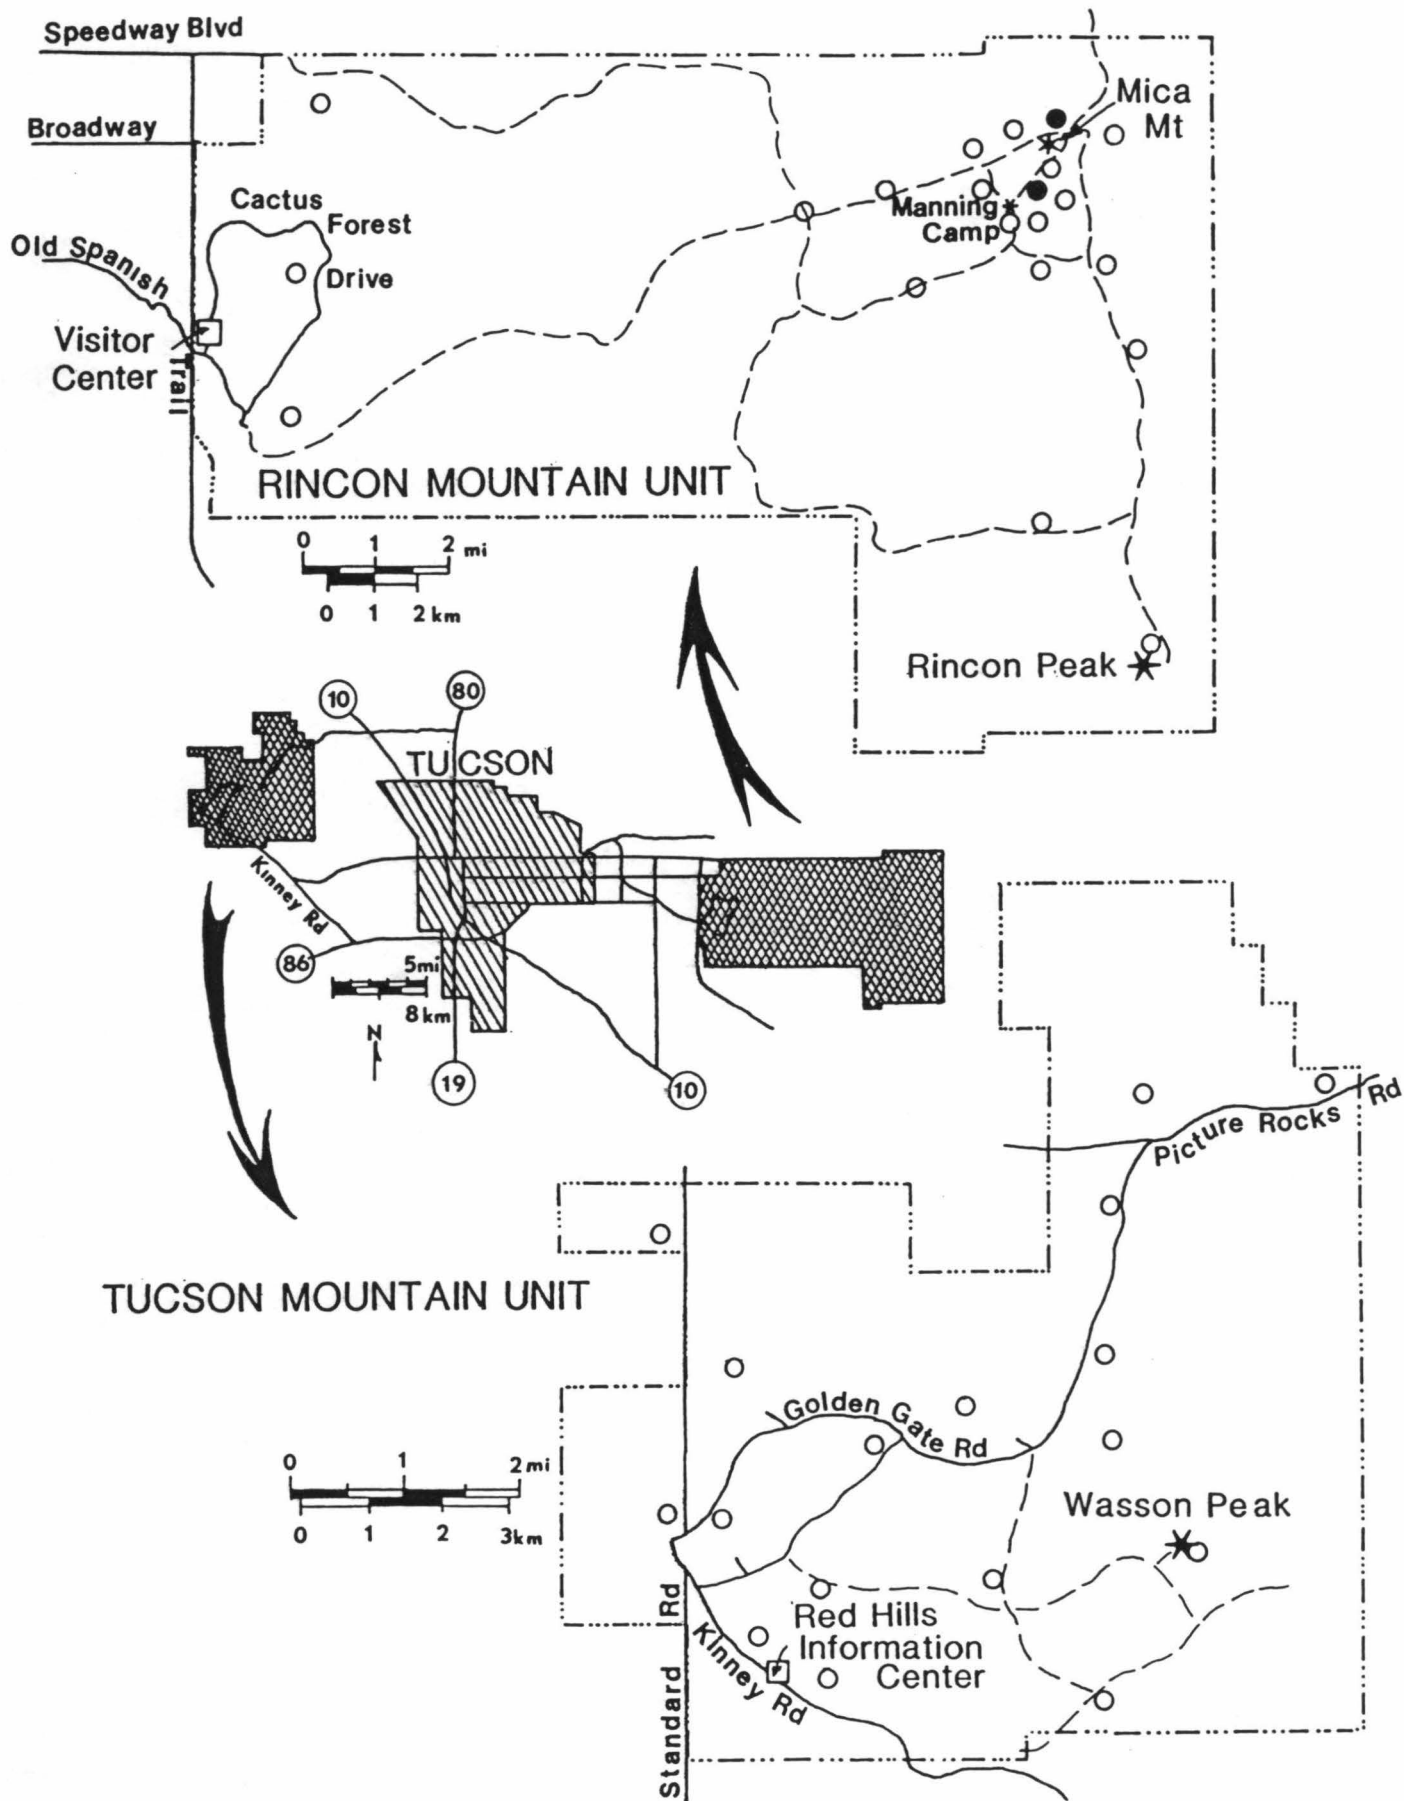 Speedway Blvd
Broadway
Mica
Mt
Cactus
Forest
Drive
Manning
Camp
Old Spanish
Trail
Visitor
Center
RINCON MOUNTAIN UNIT
0 1 2 mi
0 1 2 km
Rincon Peak
10
80
TUCSON
Kinney Rd
86
5mi
8km
N
19
10
Picture Rocks Rd
TUCSON MOUNTAIN UNIT
Golden Gate Rd
0 1 2 mi
0 1 2 3km
Wasson Peak
Red Hills
Information
Center
Kinney Rd
Standard Rd